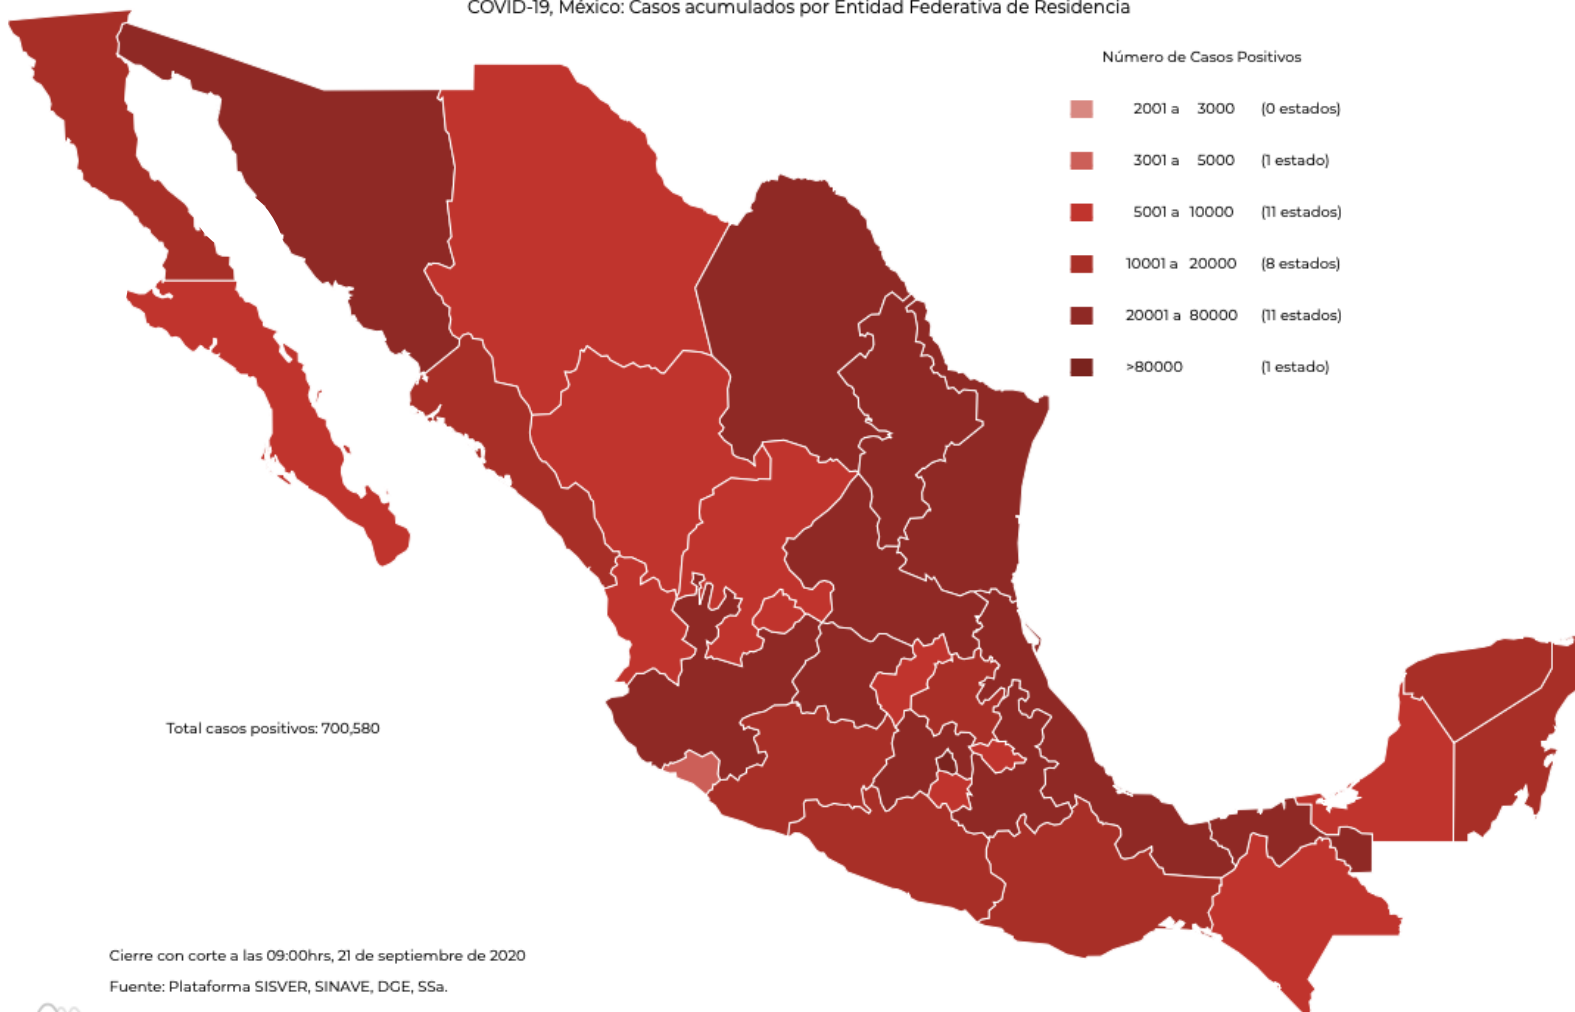 COVID-19, México: Casos acumulados por Entidad Federativa de Residencia
Número de Casos Positivos
2001 a 3000 (0 estados)
3001 a 5000 (1 estado)
5001 a 10000 (11 estados)
10001 a 20000 (8 estados)
20001 a 80000 (11 estados)
>80000 (1 estado)
Total casos positivos: 700,580
Cierre con corte a las 09:00hrs, 21 de septiembre de 2020
Fuente: Plataforma SISVER, SINAVE, DGE, SSa.